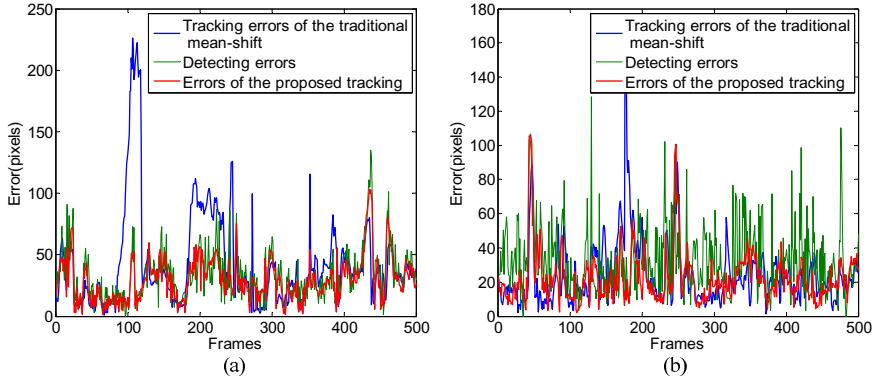 250
200
150
100
50
0
Error(pixels)
Tracking errors of the traditional
mean-shift
Detecting errors
Errors of the proposed tracking
0 100 200 300 400 500
Frames
(a)
180
160
140
120
100
80
60
40
20
0
Error(pixels)
Tracking errors of the traditional
mean-shift
Detecting errors
Errors of the proposed tracking
0 100 200 300 400 500
Frames
(b)